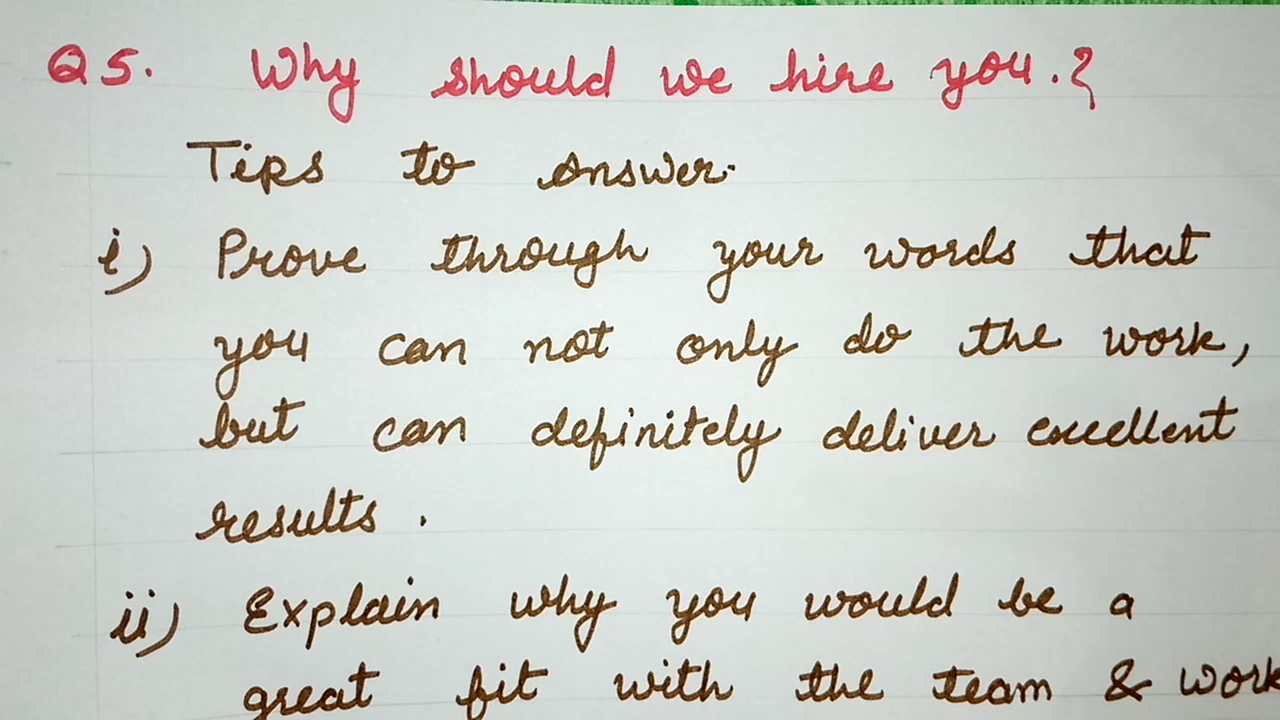 Q5. Why should we hire you.?
Tips to answer.
i) Prove through your words that
you can not only do the work,
but can definitely deliver excellent
results.
ii) Explain why you would be a
great fit with the team & work